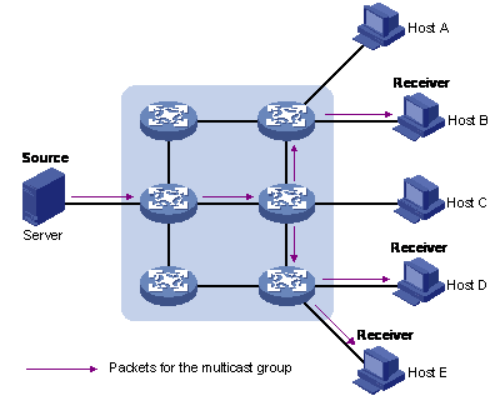 Host A
Receiver
Host B
Source
Server
Host C
Receiver
Host D
Receiver
Host E
Packets for the multicast group